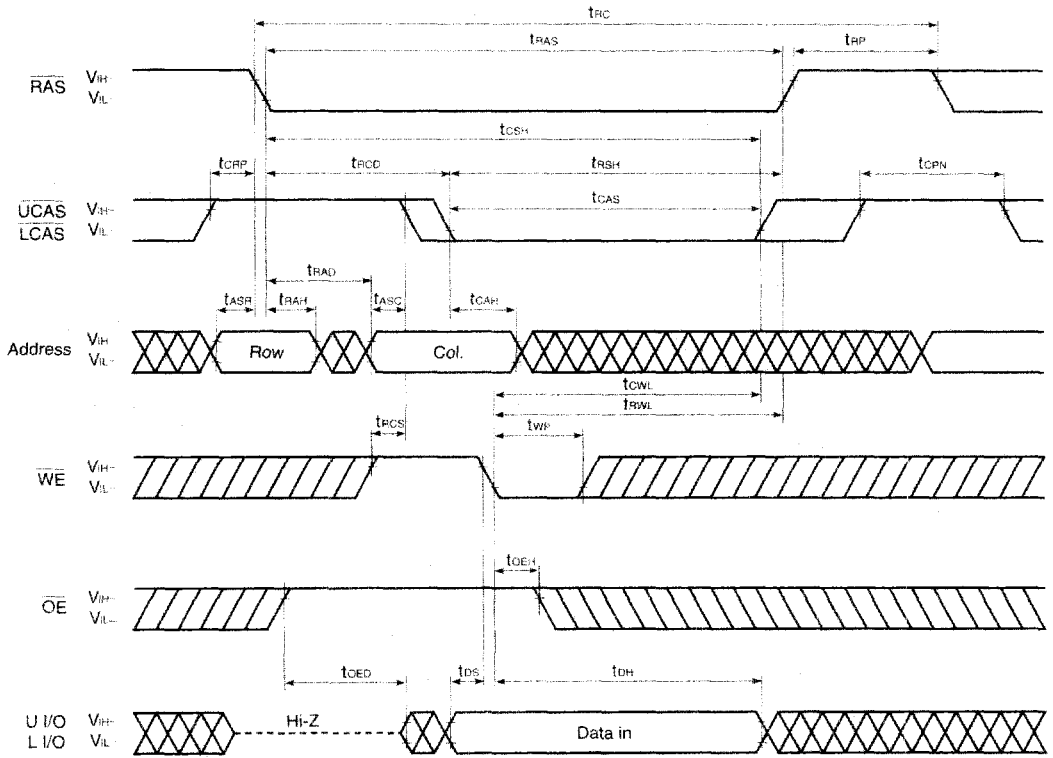 tRC
tRAS tRP
RAS VIH
VIL
tCSH
tCRP tRCD tRSH tCPN
UCAS VIH
tCAS
LCAS VIL
tRAD
tASR tRAH tASC tCAH
Address VIH
VIL
Row Col.
tCWL
tRWL
tRCS tWP
WE VIH
VIL
tOEH
OE VIH
VIL
tOED tDS tDH
U I/O VIH
L I/O VIL
Hi-Z Data in